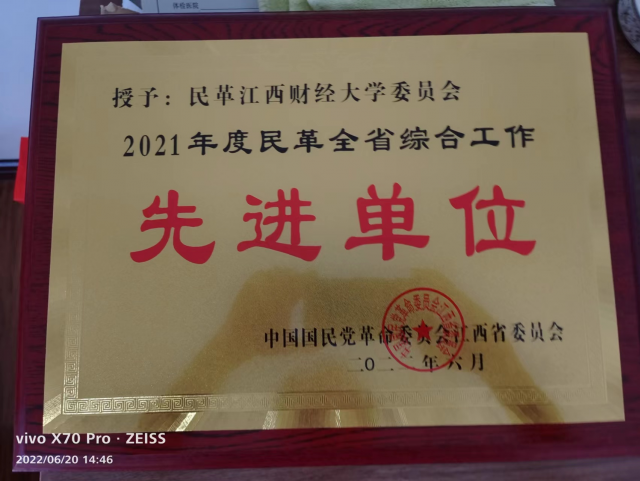 授予：民革江西财经大学委员会
2021年度民革全省综合工作
先进单位
中国国民党革命委员会江西省委员会
二〇二二年六月
vivo X70 Pro · ZEISS
2022/06/20 14:46